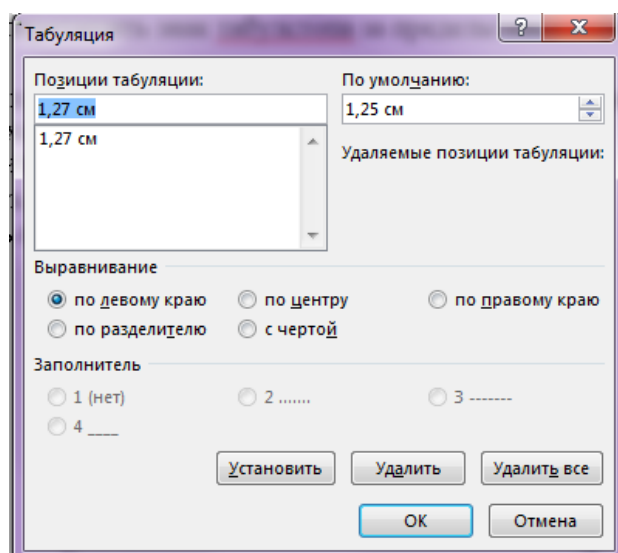 Табуляция
Позиции табуляции:
По умолчанию:
1,27 см
1,25 см
1,27 см
Удаляемые позиции табуляции:
Выравнивание
по левому краю
по центру
по правому краю
по разделителю
с чертой
Заполнитель
1 (нет)
2 .......
3 -------
4 ____
Установить
Удалить
Удалить все
ОК
Отмена